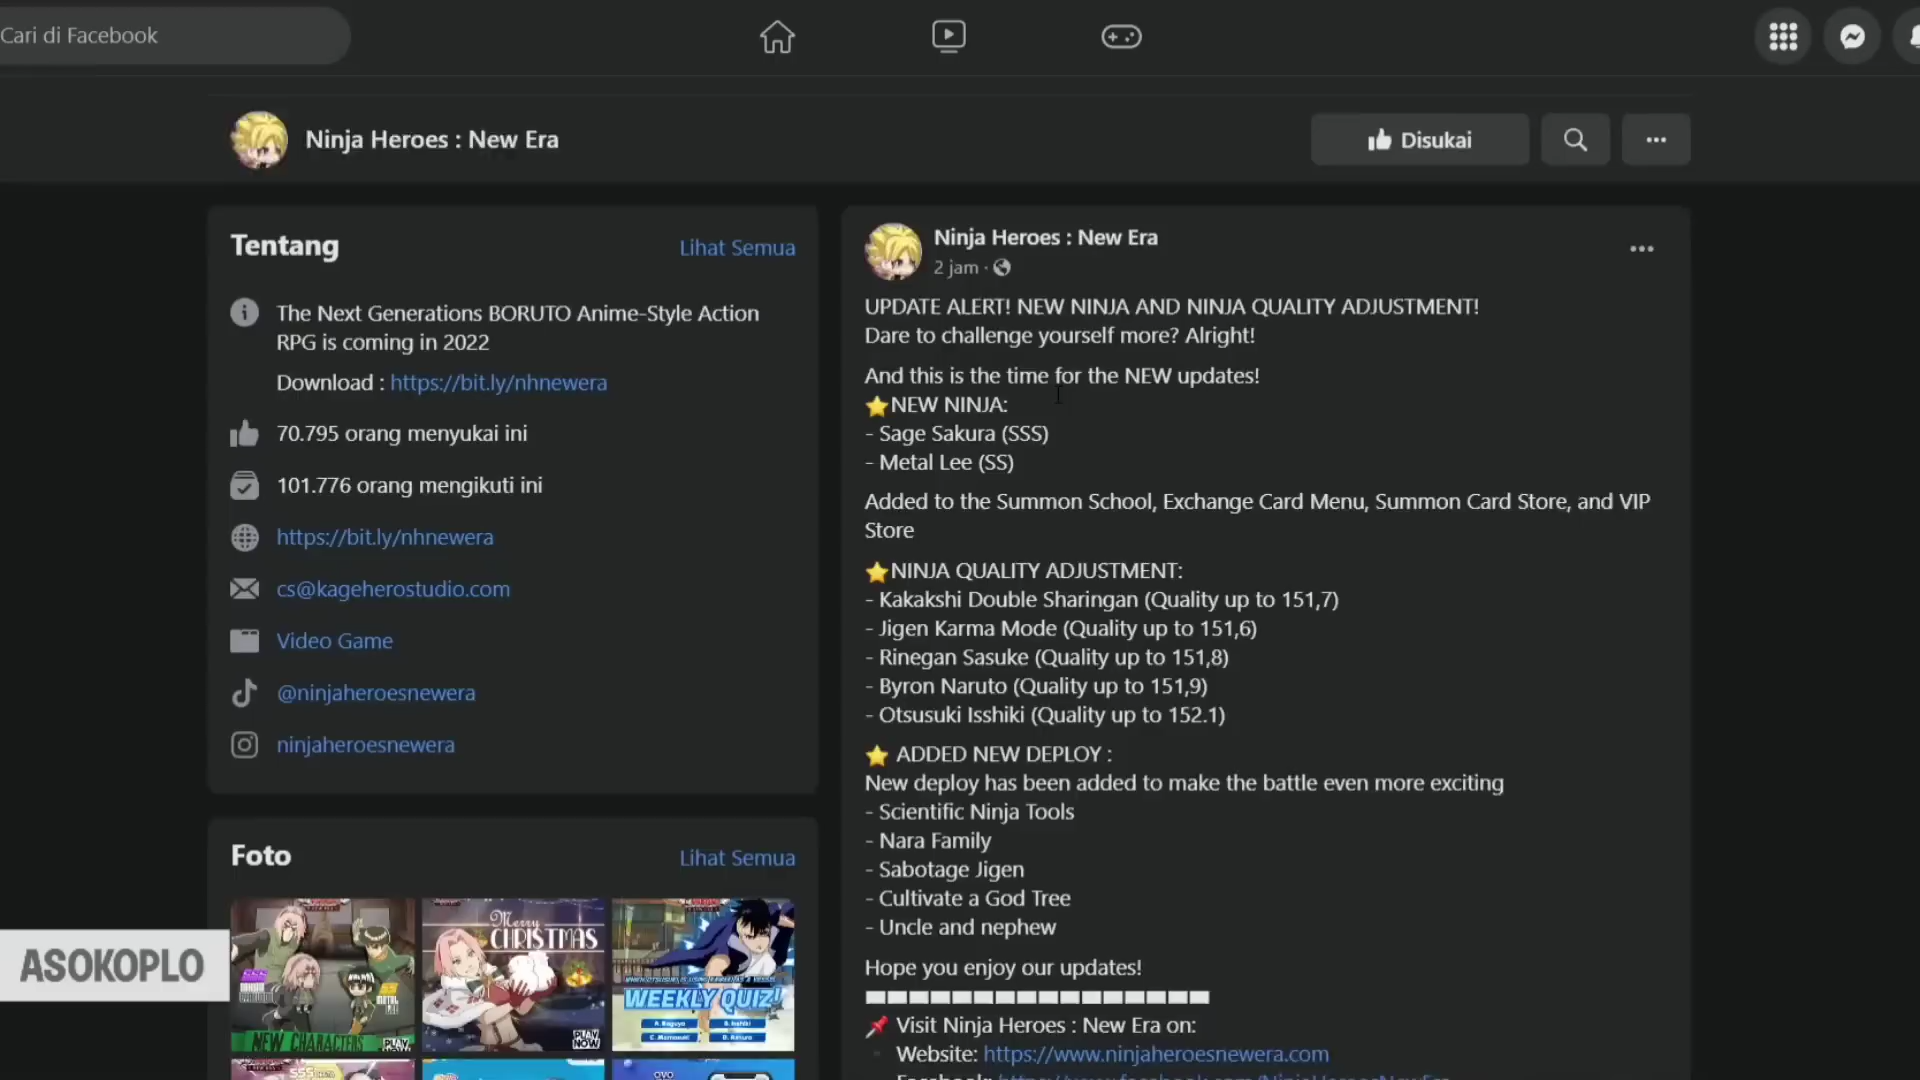 Cari di Facebook
Ninja Heroes : New Era
Disukai
Tentang
Lihat Semua
The Next Generations BORUTO Anime-Style Action
RPG is coming in 2022
Download : https://bit.ly/nhnewera
70.795 orang menyukai ini
101.776 orang mengikuti ini
https://bit.ly/nhnewera
cs@kageherostudio.com
Video Game
@ninjaheroesnewera
ninjaheroesnewera
Foto
Lihat Semua
NEW CHARACTERS
METAL LEE
PLAY NOW
Merry
CHRISTMAS
PLAY NOW
WEEKLY QUIZ!
ASOKOPLO
Ninja Heroes : New Era
2 jam ·
UPDATE ALERT! NEW NINJA AND NINJA QUALITY ADJUSTMENT!
Dare to challenge yourself more? Alright!
And this is the time for the NEW updates!
⭐NEW NINJA:
- Sage Sakura (SSS)
- Metal Lee (SS)
Added to the Summon School, Exchange Card Menu, Summon Card Store, and VIP
Store
⭐NINJA QUALITY ADJUSTMENT:
- Kakakshi Double Sharingan (Quality up to 151,7)
- Jigen Karma Mode (Quality up to 151,6)
- Rinegan Sasuke (Quality up to 151,8)
- Byron Naruto (Quality up to 151,9)
- Otsusuki Isshiki (Quality up to 152.1)
⭐ ADDED NEW DEPLOY :
New deploy has been added to make the battle even more exciting
- Scientific Ninja Tools
- Nara Family
- Sabotage Jigen
- Cultivate a God Tree
- Uncle and nephew
Hope you enjoy our updates!
📌 Visit Ninja Heroes : New Era on:
Website: https://www.ninjaheroesnewera.com